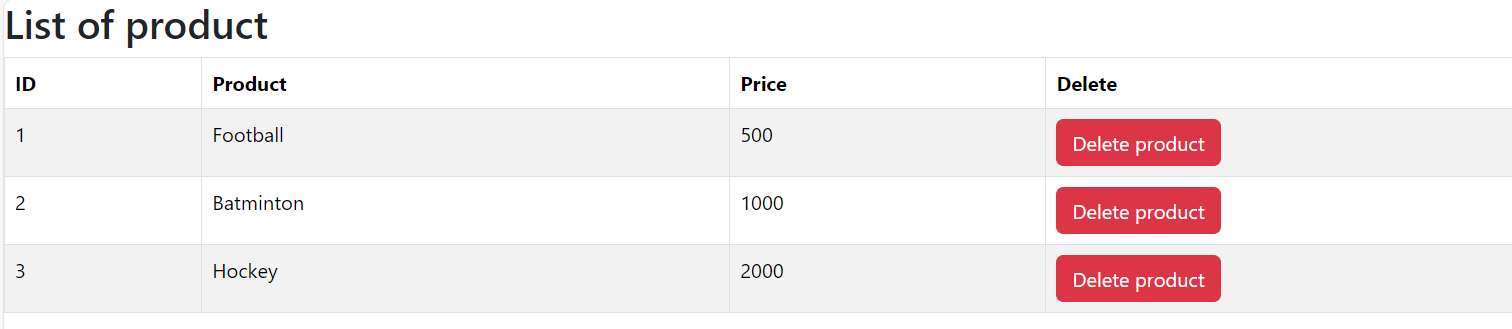 List of product
ID Product Price Delete
1 Football 500 Delete product
2 Batminton 1000 Delete product
3 Hockey 2000 Delete product